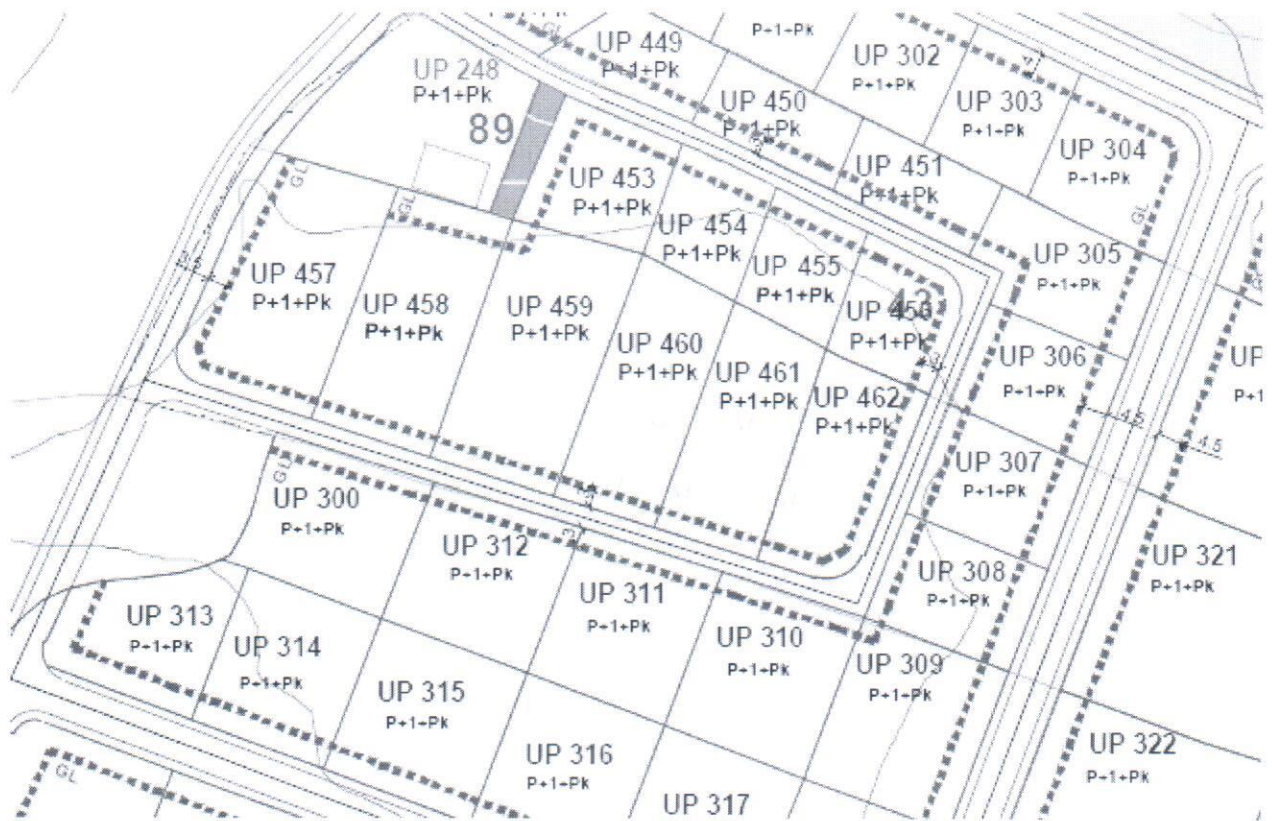 GL
UP 449
P+1+Pk
P+1+Pk
UP 302
P+1+Pk
UP 248
P+1+Pk
UP 450
P+1+Pk
UP 303
P+1+Pk
89
UP 451
P+1+Pk
UP 304
P+1+Pk
UP 453
P+1+Pk
GL
GL
GL
UP 454
P+1+Pk
UP 305
P+1+Pk
UP 457
P+1+Pk
UP 458
P+1+Pk
UP 459
P+1+Pk
UP 455
P+1+Pk
UP 456
P+1+Pk
UP 460
P+1+Pk
UP 461
P+1+Pk
UP 462
P+1+Pk
UP 306
P+1+Pk
UP
P+1
4.5
4.5
UP 307
P+1+Pk
GL
UP 300
P+1+Pk
UP 312
P+1+Pk
UP 311
P+1+Pk
UP 308
P+1+Pk
UP 321
P+1+Pk
UP 313
P+1+Pk
UP 314
P+1+Pk
UP 310
P+1+Pk
UP 309
P+1+Pk
UP 315
P+1+Pk
UP 316
P+1+Pk
UP 322
P+1+Pk
GL
UP 317